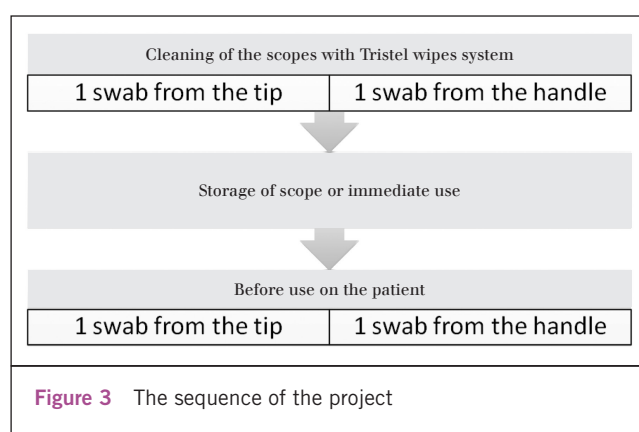 Cleaning of the scopes with Tristel wipes system
1 swab from the tip 1 swab from the handle
Storage of scope or immediate use
Before use on the patient
1 swab from the tip 1 swab from the handle
Figure 3 The sequence of the project